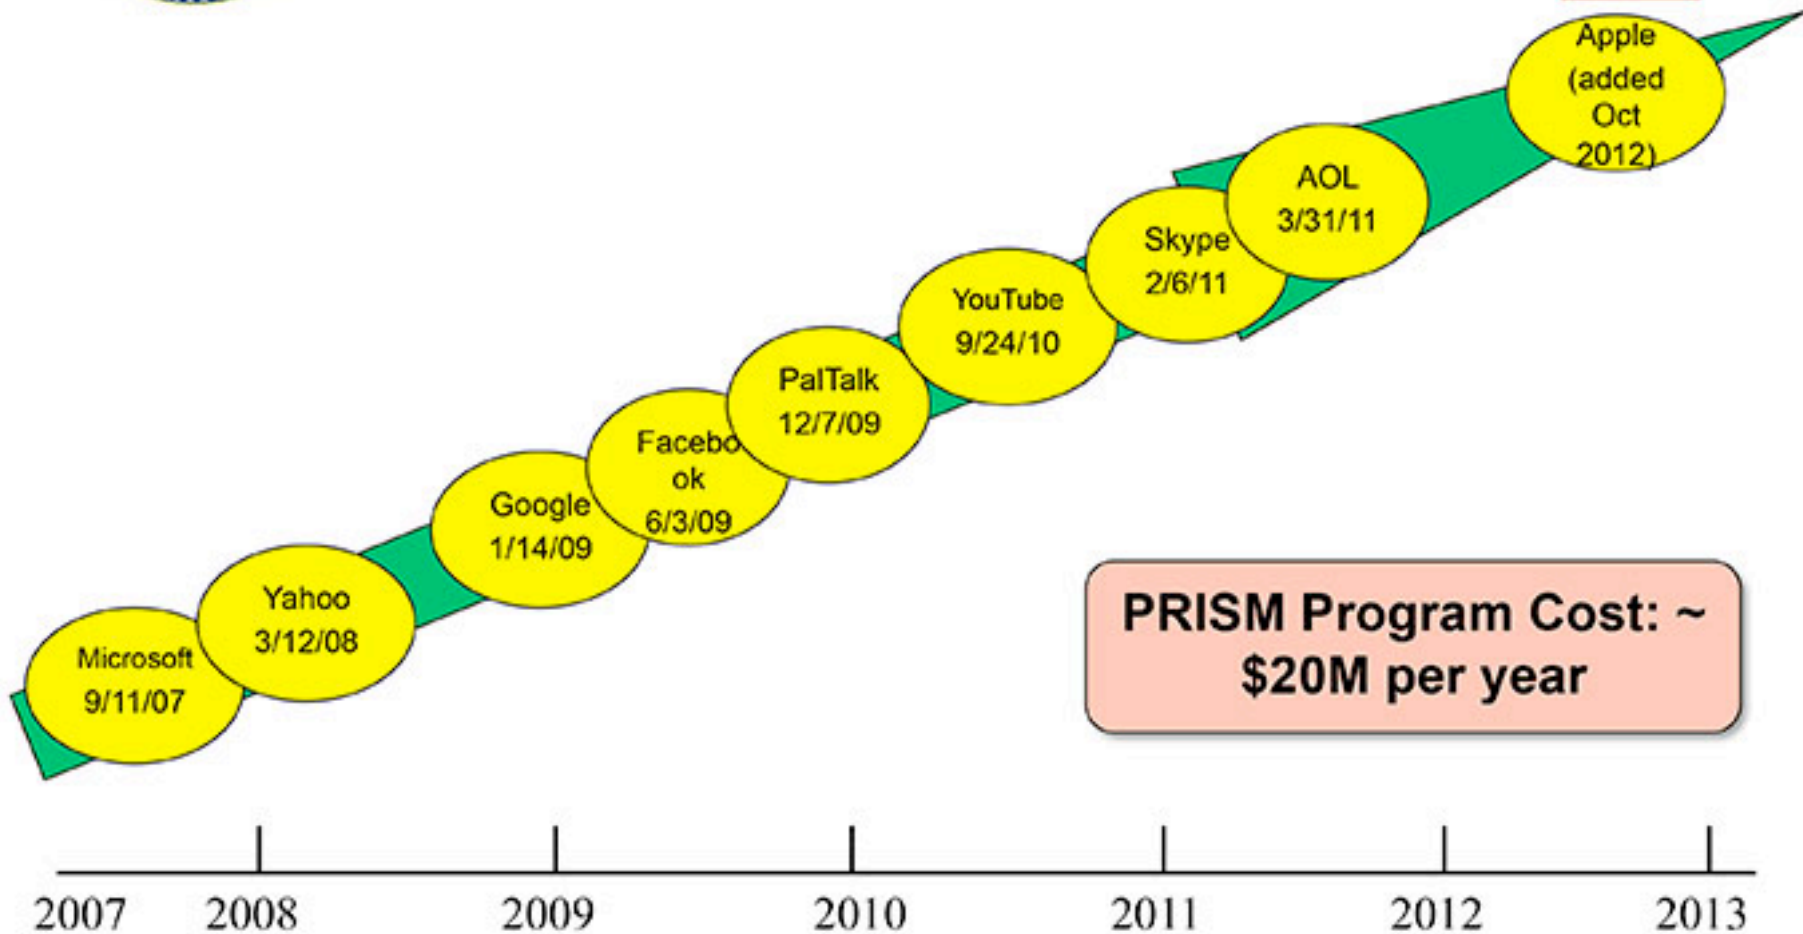 Apple
(added
Oct
2012)
AOL
3/31/11
Skype
2/6/11
YouTube
9/24/10
PalTalk
12/7/09
Facebo
ok
6/3/09
Google
1/14/09
Yahoo
3/12/08
Microsoft
9/11/07
PRISM Program Cost: ~
$20M per year
2007 2008 2009 2010 2011 2012 2013